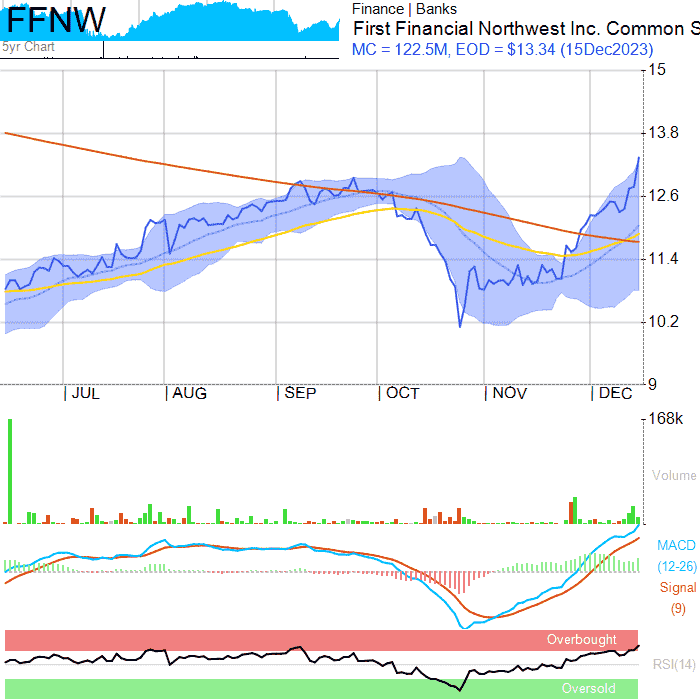 FFNW
5yr Chart
Finance | Banks
First Financial Northwest Inc. Common S
MC = 122.5M, EOD = $13.34 (15Dec2023)
15
13.8
12.6
11.4
10.2
9
JUL
AUG
SEP
OCT
NOV
DEC
168k
Volume
MACD
(12-26)
Signal
(9)
Overbought
RSI(14)
Oversold